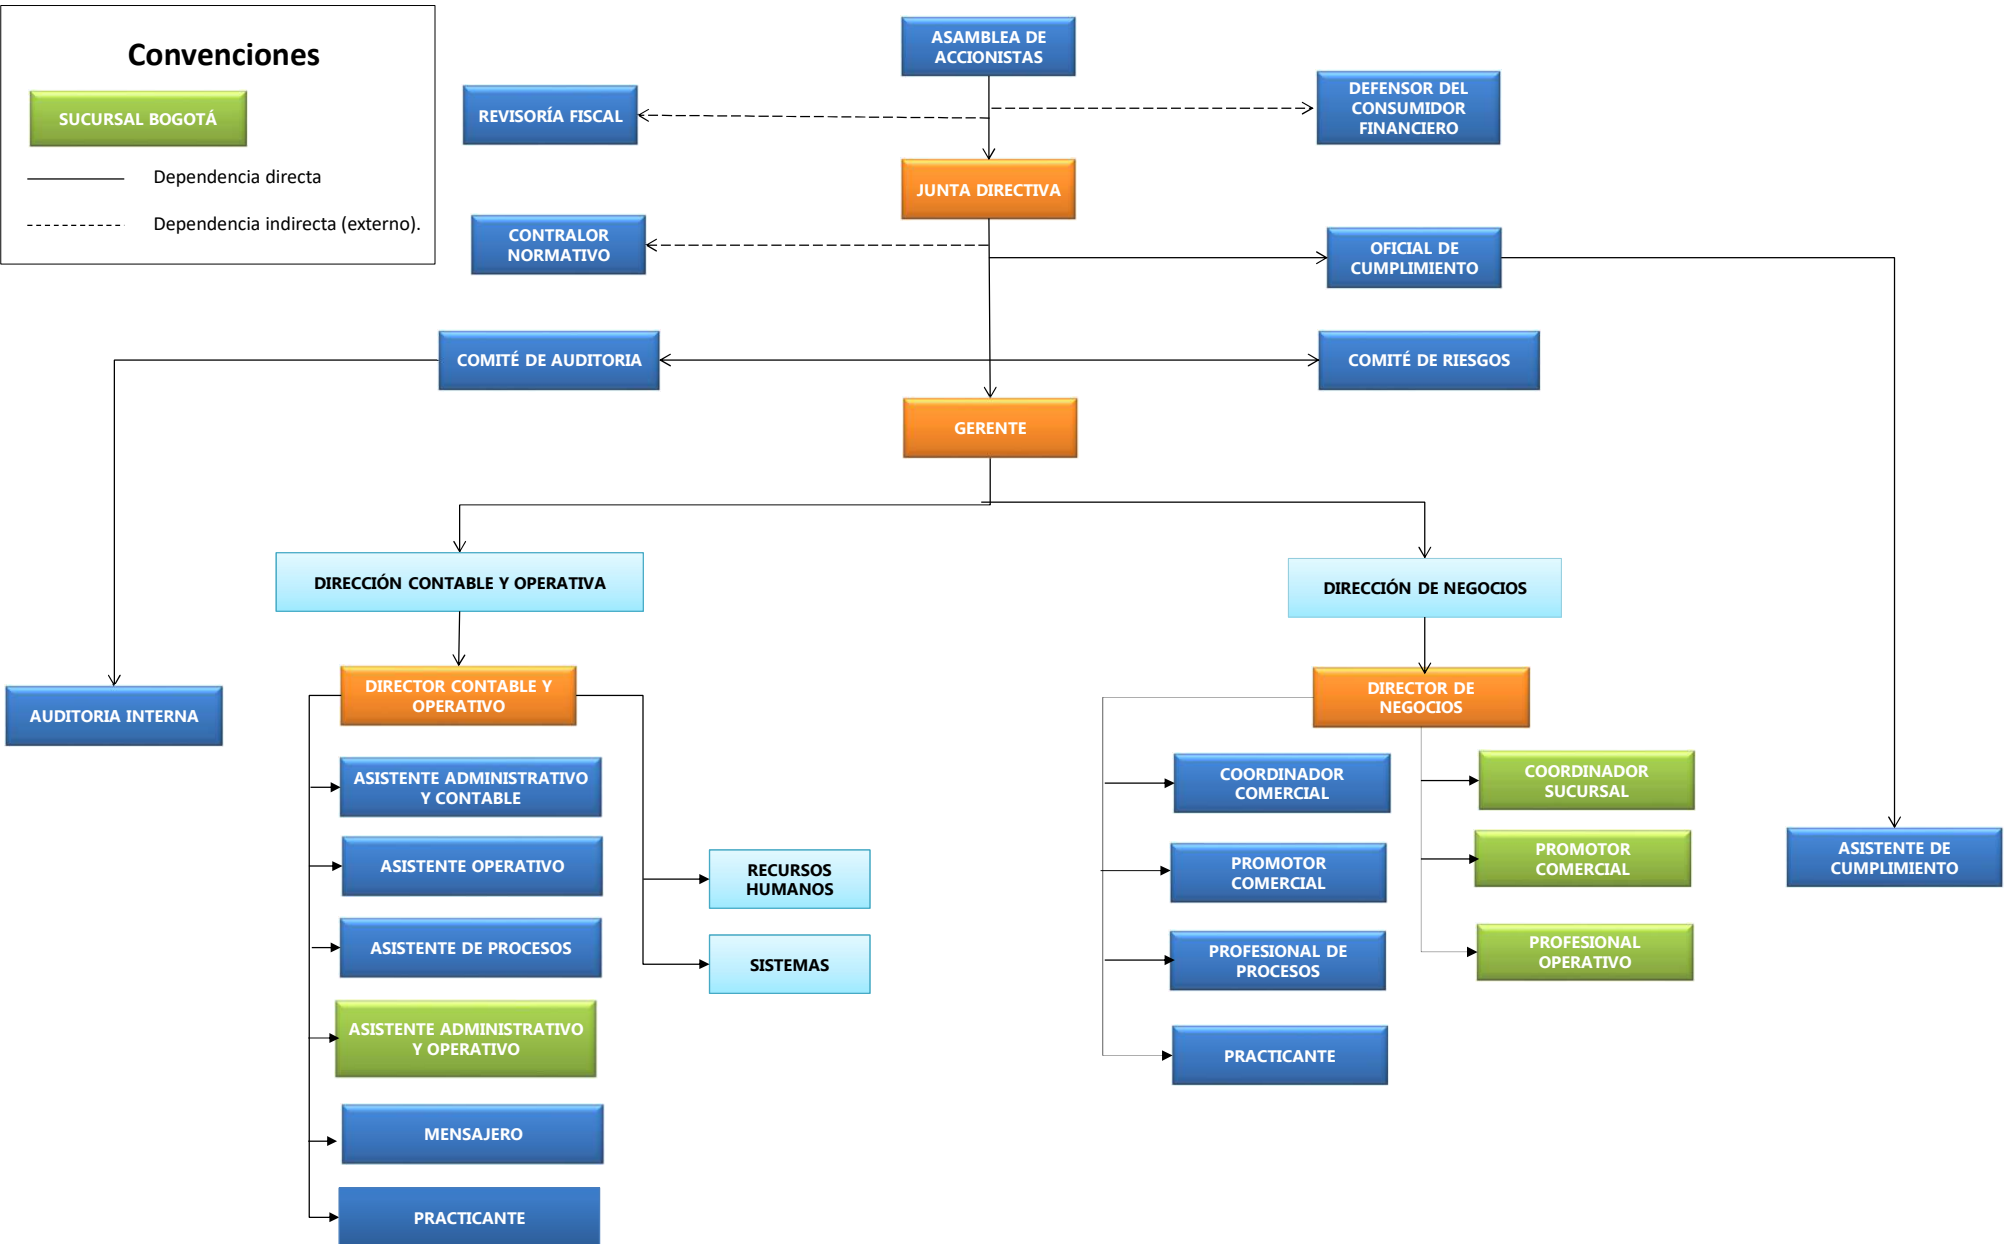 Convenciones
SUCURSAL BOGOTÁ
Dependencia directa
Dependencia indirecta (externo).
ASAMBLEA DE
ACCIONISTAS
REVISORÍA FISCAL
DEFENSOR DEL
CONSUMIDOR
FINANCIERO
JUNTA DIRECTIVA
CONTRALOR
NORMATIVO
OFICIAL DE
CUMPLIMIENTO
COMITÉ DE AUDITORIA
COMITÉ DE RIESGOS
GERENTE
DIRECCIÓN CONTABLE Y OPERATIVA
DIRECCIÓN DE NEGOCIOS
AUDITORIA INTERNA
DIRECTOR CONTABLE Y
OPERATIVO
ASISTENTE ADMINISTRATIVO
Y CONTABLE
ASISTENTE OPERATIVO
ASISTENTE DE PROCESOS
ASISTENTE ADMINISTRATIVO
Y OPERATIVO
MENSAJERO
PRACTICANTE
RECURSOS
HUMANOS
SISTEMAS
DIRECTOR DE
NEGOCIOS
COORDINADOR
COMERCIAL
PROMOTOR
COMERCIAL
PROFESIONAL DE
PROCESOS
PRACTICANTE
COORDINADOR
SUCURSAL
PROMOTOR
COMERCIAL
PROFESIONAL
OPERATIVO
ASISTENTE DE
CUMPLIMIENTO